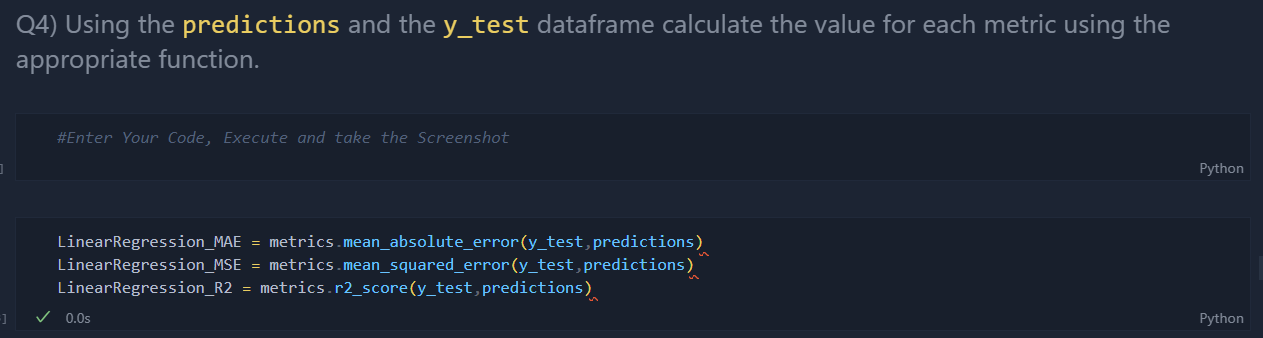 Q4) Using the predictions and the y_test dataframe calculate the value for each metric using the
appropriate function.
#Enter Your Code, Execute and take the Screenshot
]
Python
LinearRegression_MAE = metrics.mean_absolute_error(y_test,predictions)
LinearRegression_MSE = metrics.mean_squared_error(y_test,predictions)
LinearRegression_R2 = metrics.r2_score(y_test,predictions)
]
0.0s
Python